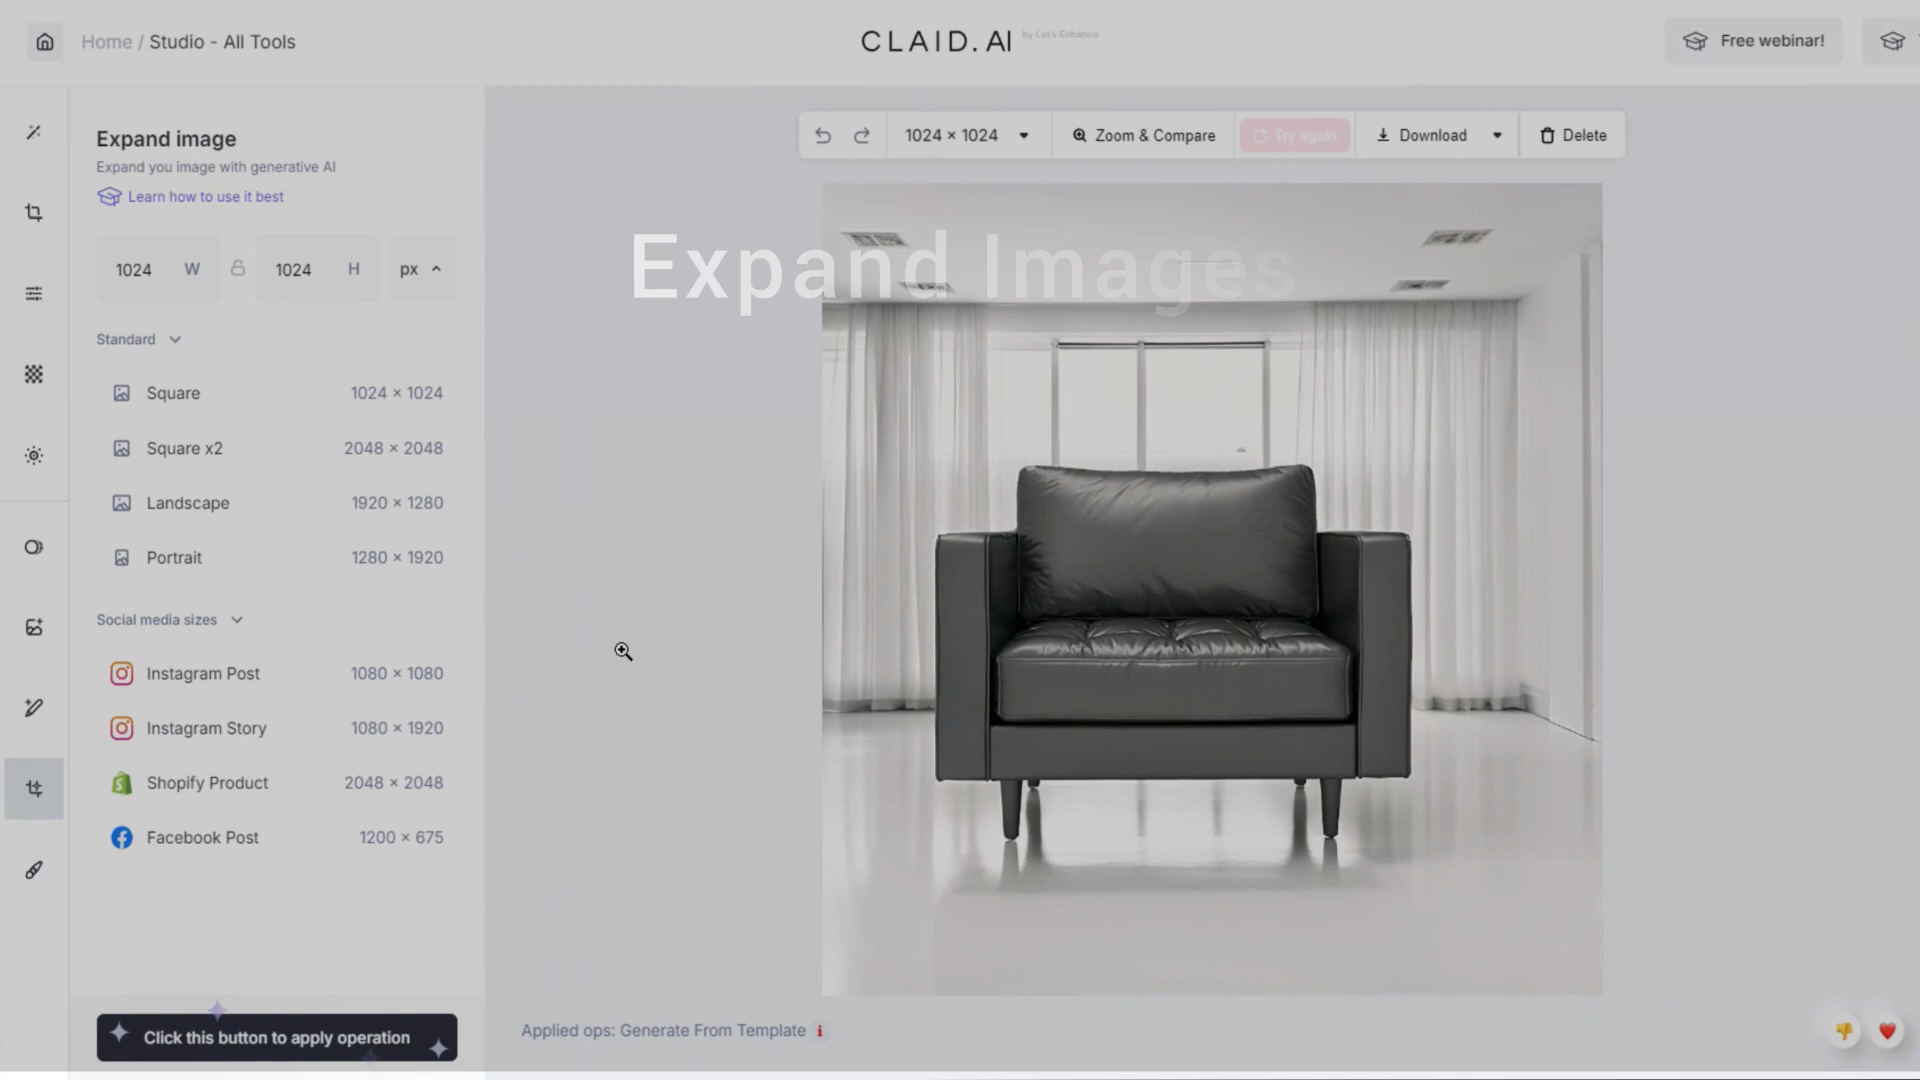 Home / Studio - All Tools
CLAID.AI by Let's Enhance
Free webinar!
Expand image
Expand you image with generative AI
Learn how to use it best
1024 W 1024 H px
Standard
Square 1024 × 1024
Square x2 2048 × 2048
Landscape 1920 × 1280
Portrait 1280 × 1920
Social media sizes
Instagram Post 1080 × 1080
Instagram Story 1080 × 1920
Shopify Product 2048 × 2048
Facebook Post 1200 × 675
Click this button to apply operation
1024 × 1024 Zoom & Compare Try again Download Delete
Expand Images
Applied ops: Generate From Template